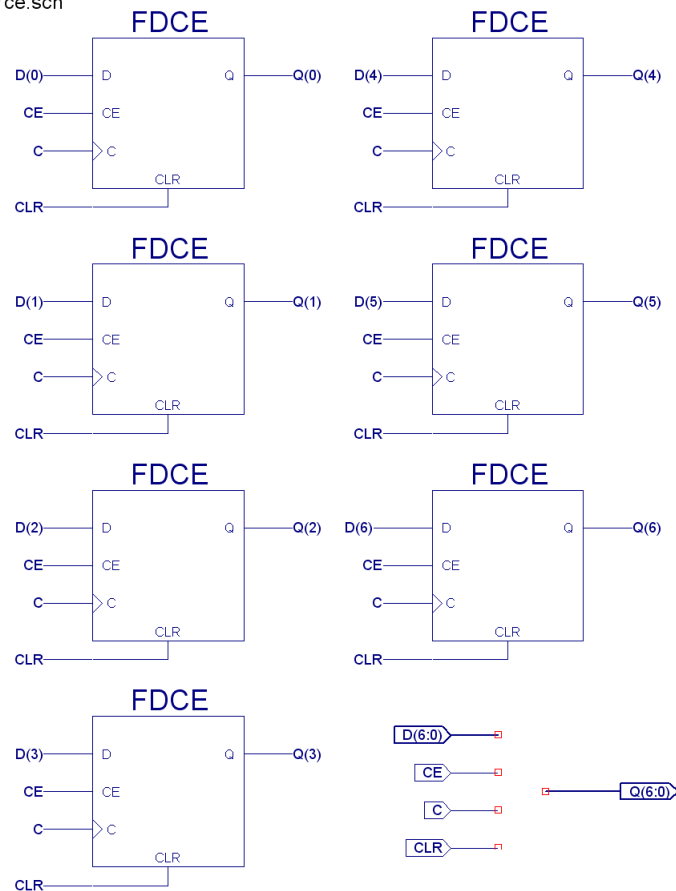 ce.sch
FDCE
D(0) D Q Q(0)
CE CE
C C
CLR
CLR
FDCE
D(4) D Q Q(4)
CE CE
C C
CLR
CLR
FDCE
D(1) D Q Q(1)
CE CE
C C
CLR
CLR
FDCE
D(5) D Q Q(5)
CE CE
C C
CLR
CLR
FDCE
D(2) D Q Q(2)
CE CE
C C
CLR
CLR
FDCE
D(6) D Q Q(6)
CE CE
C C
CLR
CLR
FDCE
D(3) D Q Q(3)
CE CE
C C
CLR
CLR
D(6:0)
CE
Q(6:0)
C
CLR